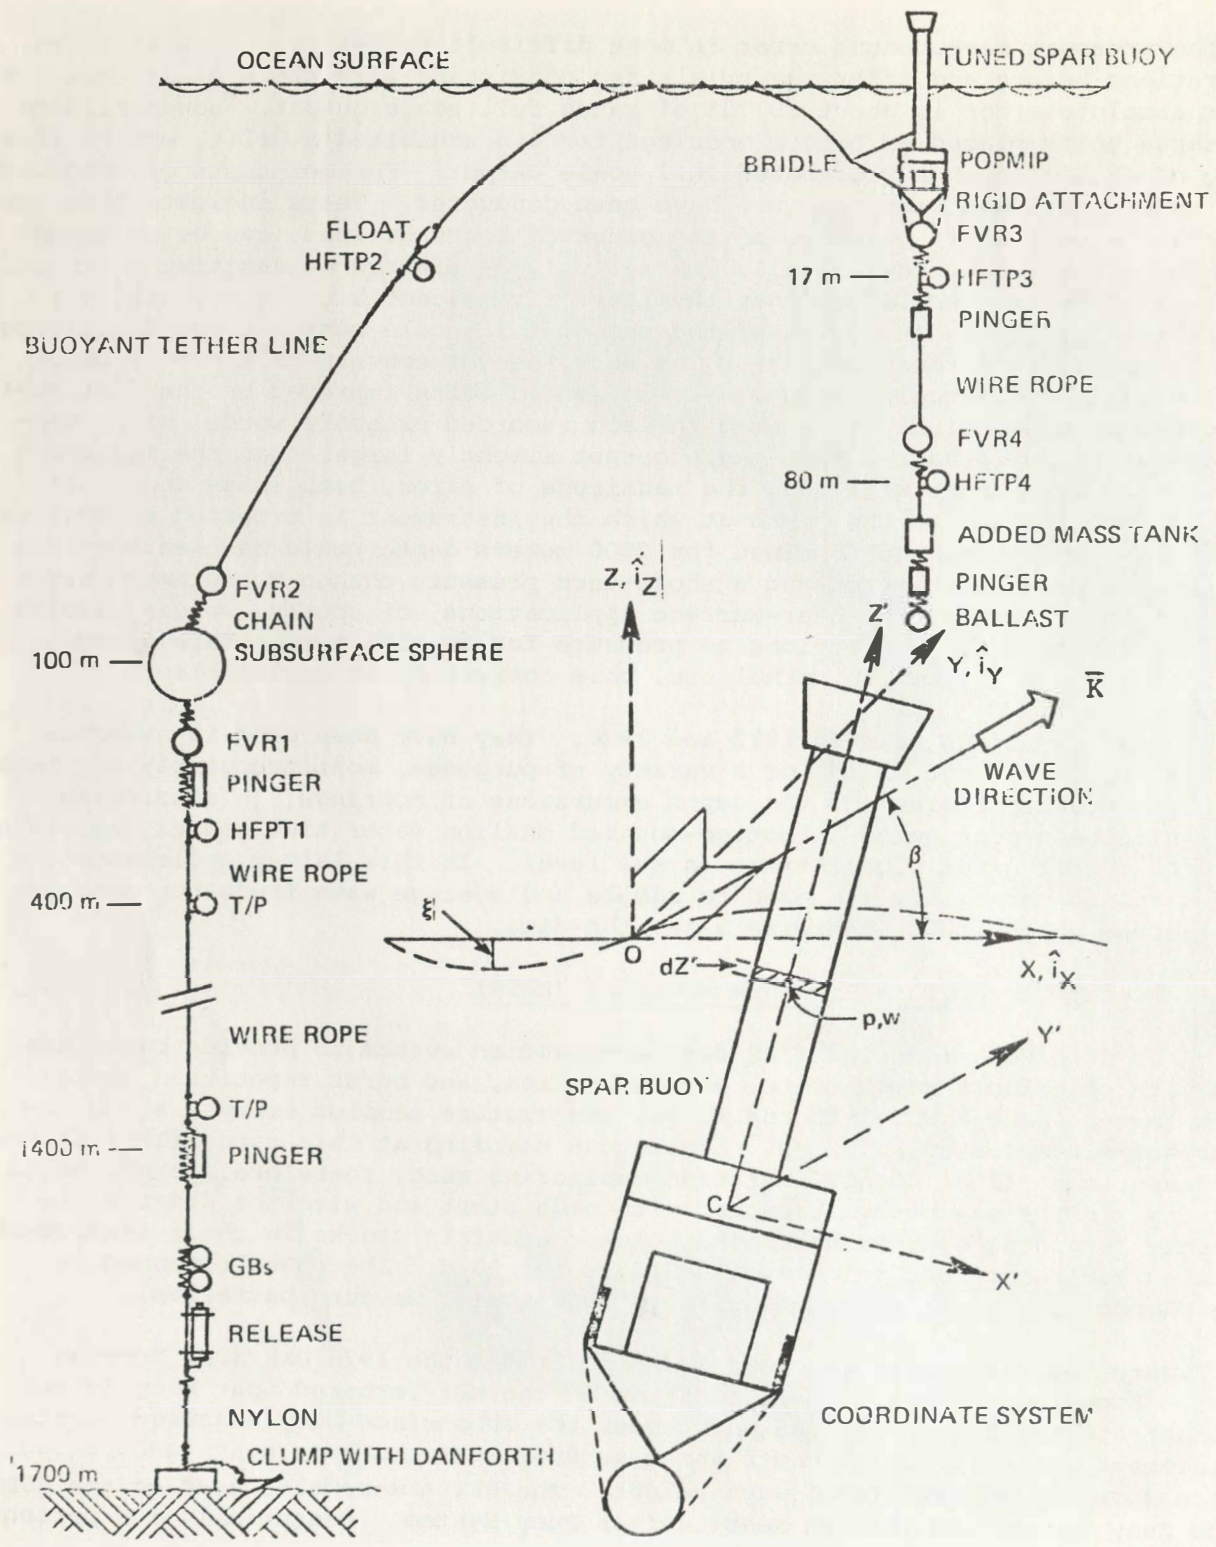 OCEAN SURFACE
TUNED SPAR BUOY
BRIDLE
POPMIP
RIGID ATTACHMENT
FLOAT
FVR3
HFTP2
17 m
HFTP3
PINGER
BUOYANT TETHER LINE
WIRE ROPE
FVR4
80 m
HFTP4
ADDED MASS TANK
PINGER
BALLAST
FVR2
CHAIN
SUBSURFACE SPHERE
100 m
Z, îZ
Z'
Y, îY
K̅
WAVE
DIRECTION
FVR1
PINGER
HFPT1
WIRE ROPE
400 m
T/P
β
ξ
O
X, îX
dZ'
p,w
WIRE ROPE
Y'
SPAR BUOY
T/P
1400 m
PINGER
C
X'
GBs
RELEASE
NYLON
COORDINATE SYSTEM
CLUMP WITH DANFORTH
1700 m